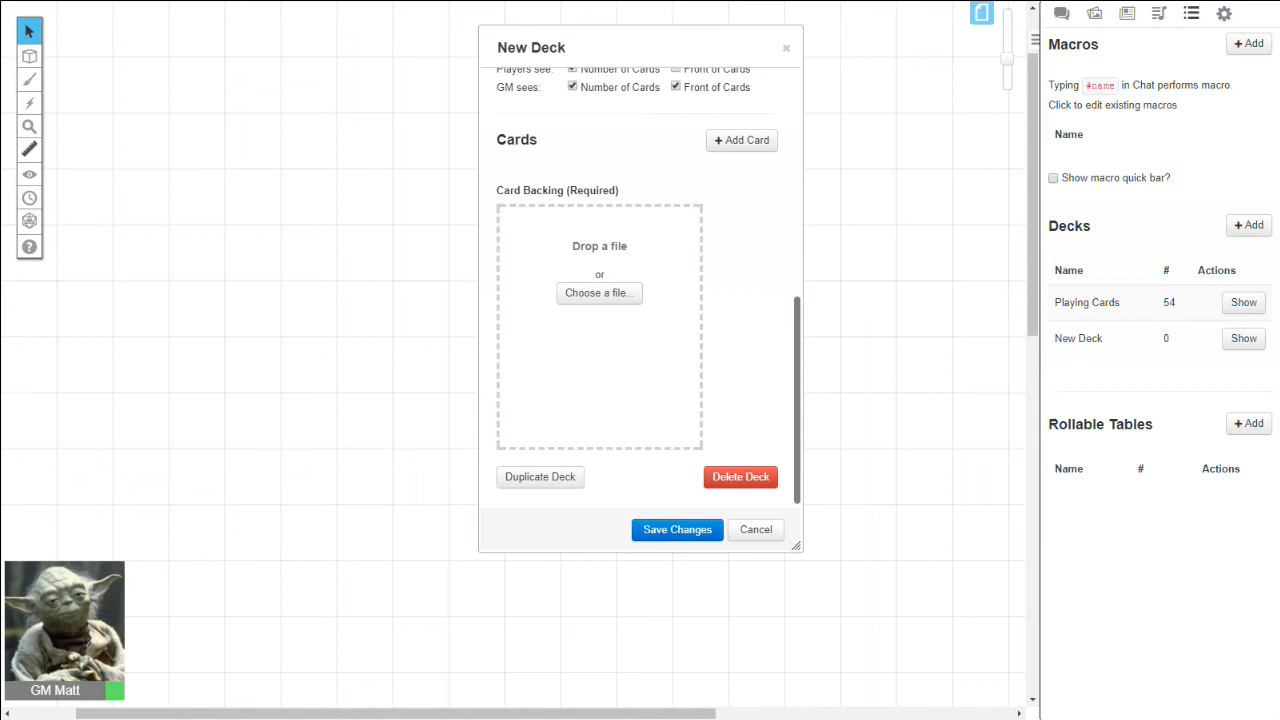 New Deck
×
Players see: Number of Cards Front of Cards
GM sees: Number of Cards Front of Cards
Cards
+ Add Card
Card Backing (Required)
Drop a file
or
Choose a file...
Duplicate Deck
Delete Deck
Save Changes
Cancel
GM Matt
Macros
+ Add
Typing #name in Chat performs macro.
Click to edit existing macros
Name
Show macro quick bar?
Decks
+ Add
Name # Actions
Playing Cards 54 Show
New Deck 0 Show
Rollable Tables
+ Add
Name # Actions